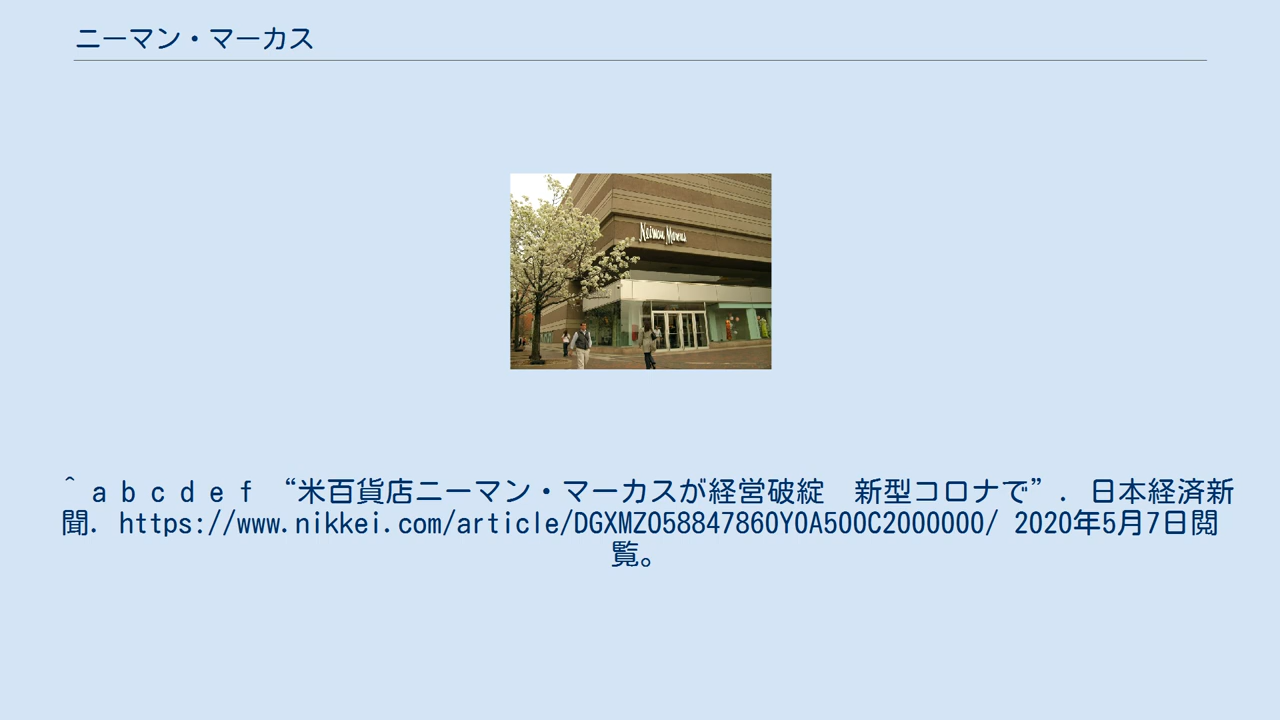 ニーマン・マーカス
Neiman Marcus
^ a b c d e f “米百貨店ニーマン・マーカスが経営破綻　新型コロナで”. 日本経済新
聞. https://www.nikkei.com/article/DGXMZO58847860Y0A500C2000000/ 2020年5月7日閲
覧。